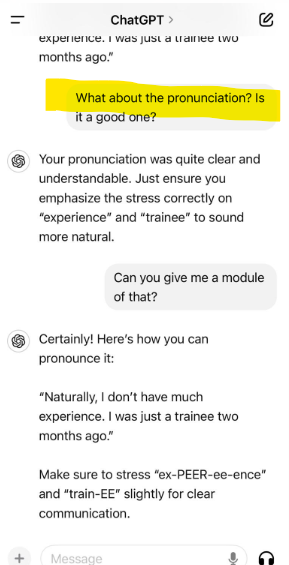 ChatGPT >
experience. I was just a trainee two
months ago.”
What about the pronunciation? Is
it a good one?
Your pronunciation was quite clear and
understandable. Just ensure you
emphasize the stress correctly on
“experience” and “trainee” to sound
more natural.
Can you give me a module
of that?
Certainly! Here’s how you can
pronounce it:
“Naturally, I don’t have much
experience. I was just a trainee two
months ago.”
Make sure to stress “ex-PEER-ee-ence”
and “train-EE” slightly for clear
communication.
Message